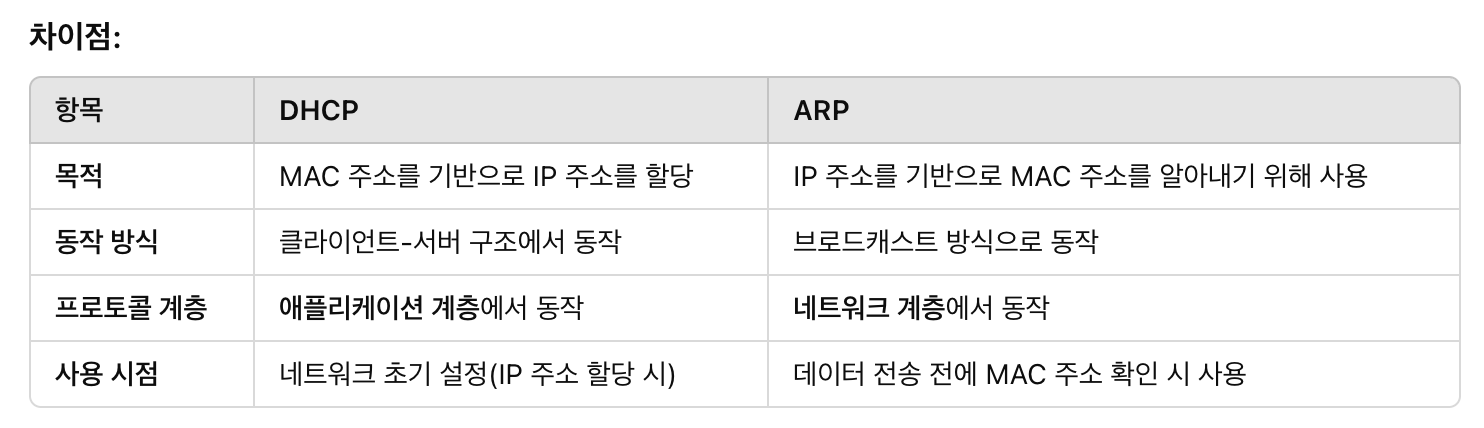 차이점:
항목 DHCP ARP
목적 MAC 주소를 기반으로 IP 주소를 할당 IP 주소를 기반으로 MAC 주소를 알아내기 위해 사용
동작 방식 클라이언트-서버 구조에서 동작 브로드캐스트 방식으로 동작
프로토콜 계층 애플리케이션 계층에서 동작 네트워크 계층에서 동작
사용 시점 네트워크 초기 설정(IP 주소 할당 시) 데이터 전송 전에 MAC 주소 확인 시 사용